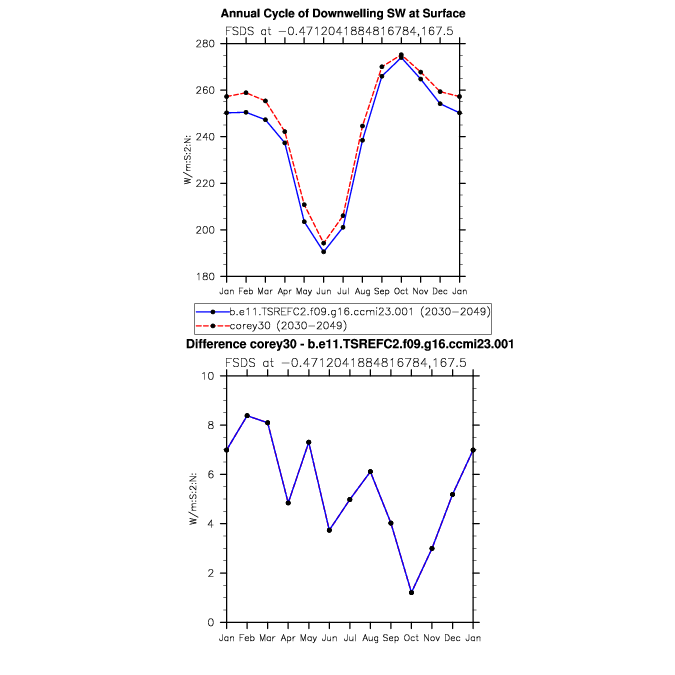 Annual Cycle of Downwelling SW at Surface
FSDS at −0.4712041884816784,167.5
280
260
240
220
200
180
W/m:S:2:N:
Jan Feb Mar Apr May Jun Jul Aug Sep Oct Nov Dec Jan
b.e11.TSREFC2.f09.g16.ccmi23.001 (2030−2049)
corey30 (2030−2049)
Difference corey30 - b.e11.TSREFC2.f09.g16.ccmi23.001
FSDS at −0.4712041884816784,167.5
10
8
6
4
2
0
W/m:S:2:N:
Jan Feb Mar Apr May Jun Jul Aug Sep Oct Nov Dec Jan